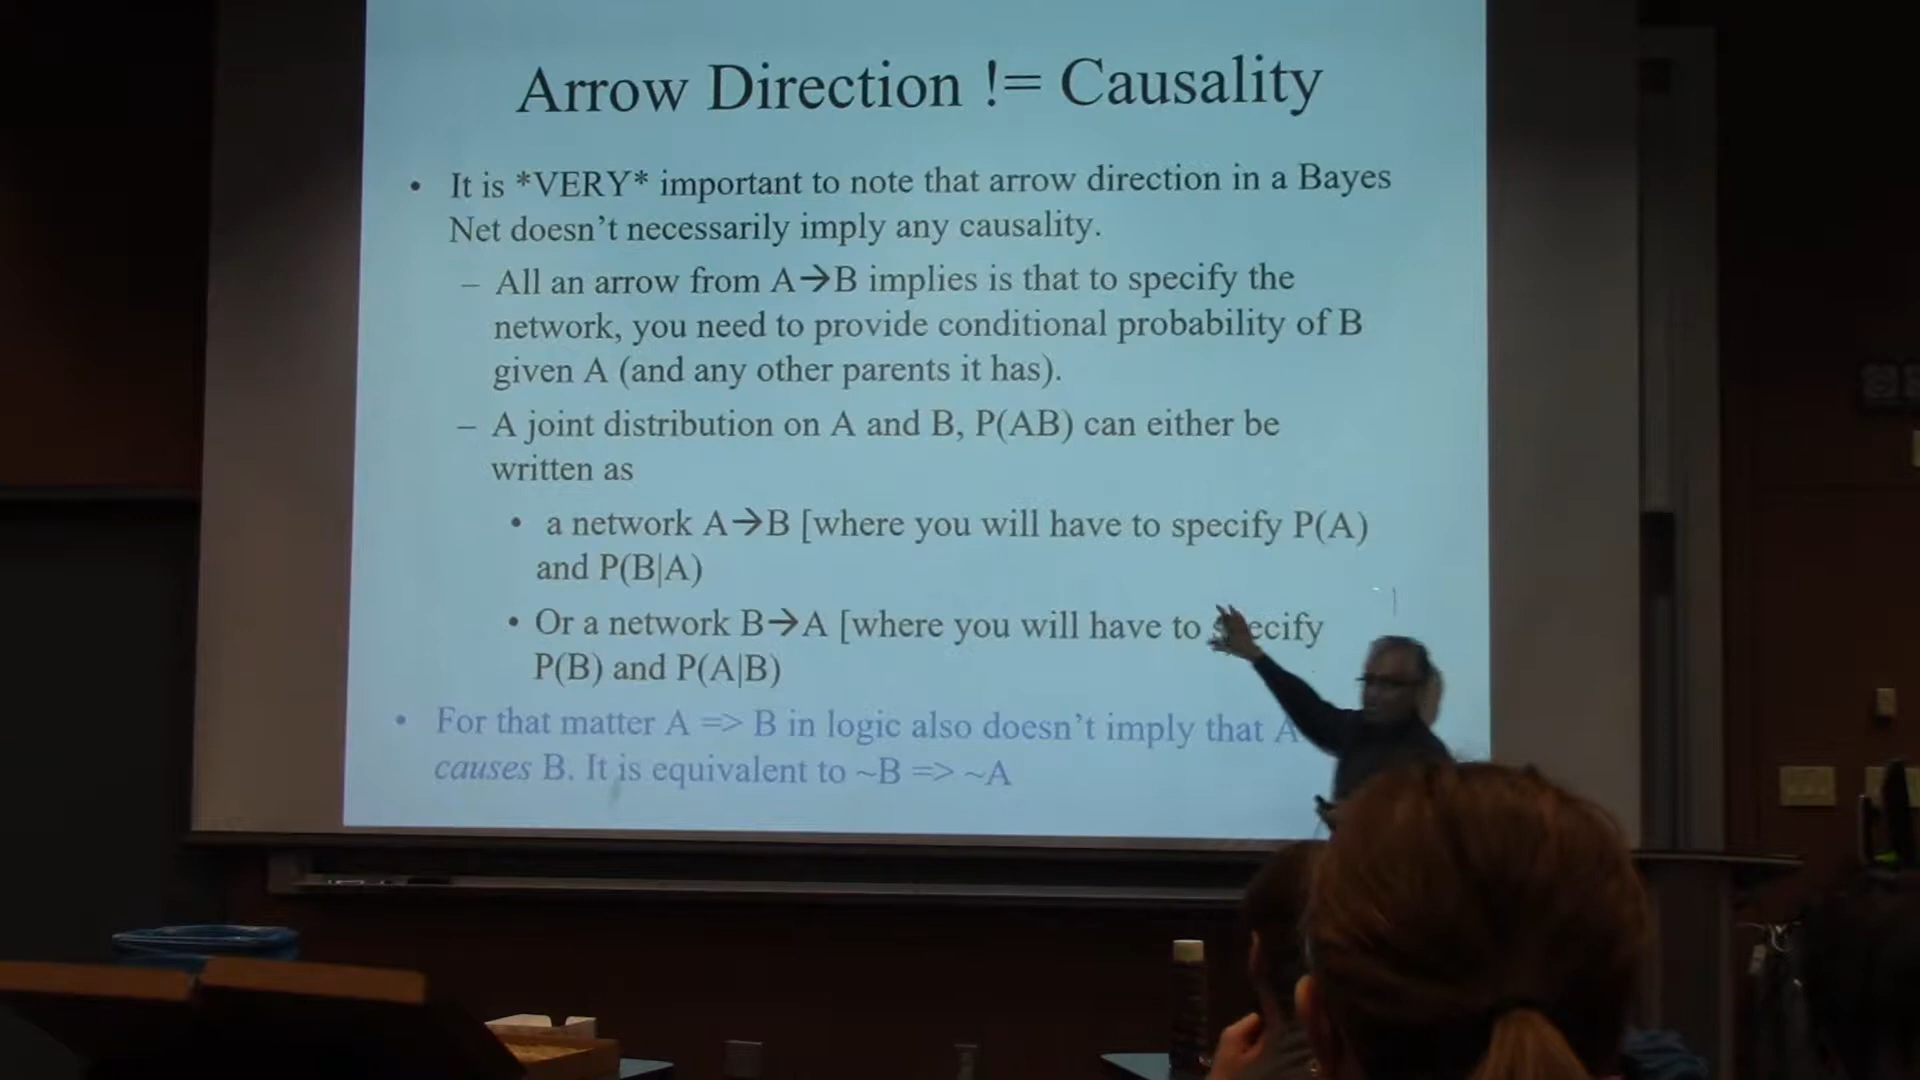 Arrow Direction != Causality
• It is *VERY* important to note that arrow direction in a Bayes
Net doesn’t necessarily imply any causality.
– All an arrow from A→B implies is that to specify the
network, you need to provide conditional probability of B
given A (and any other parents it has).
– A joint distribution on A and B, P(AB) can either be
written as
• a network A→B [where you will have to specify P(A)
and P(B|A)
• Or a network B→A [where you will have to specify
P(B) and P(A|B)
• For that matter A => B in logic also doesn’t imply that A
causes B. It is equivalent to ~B => ~A